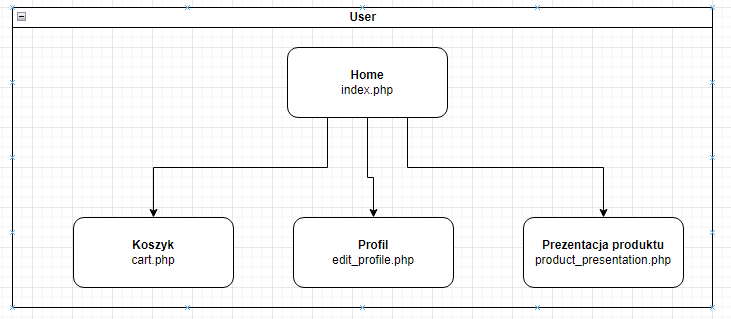 User
Home
index.php
Koszyk
cart.php
Profil
edit_profile.php
Prezentacja produktu
product_presentation.php